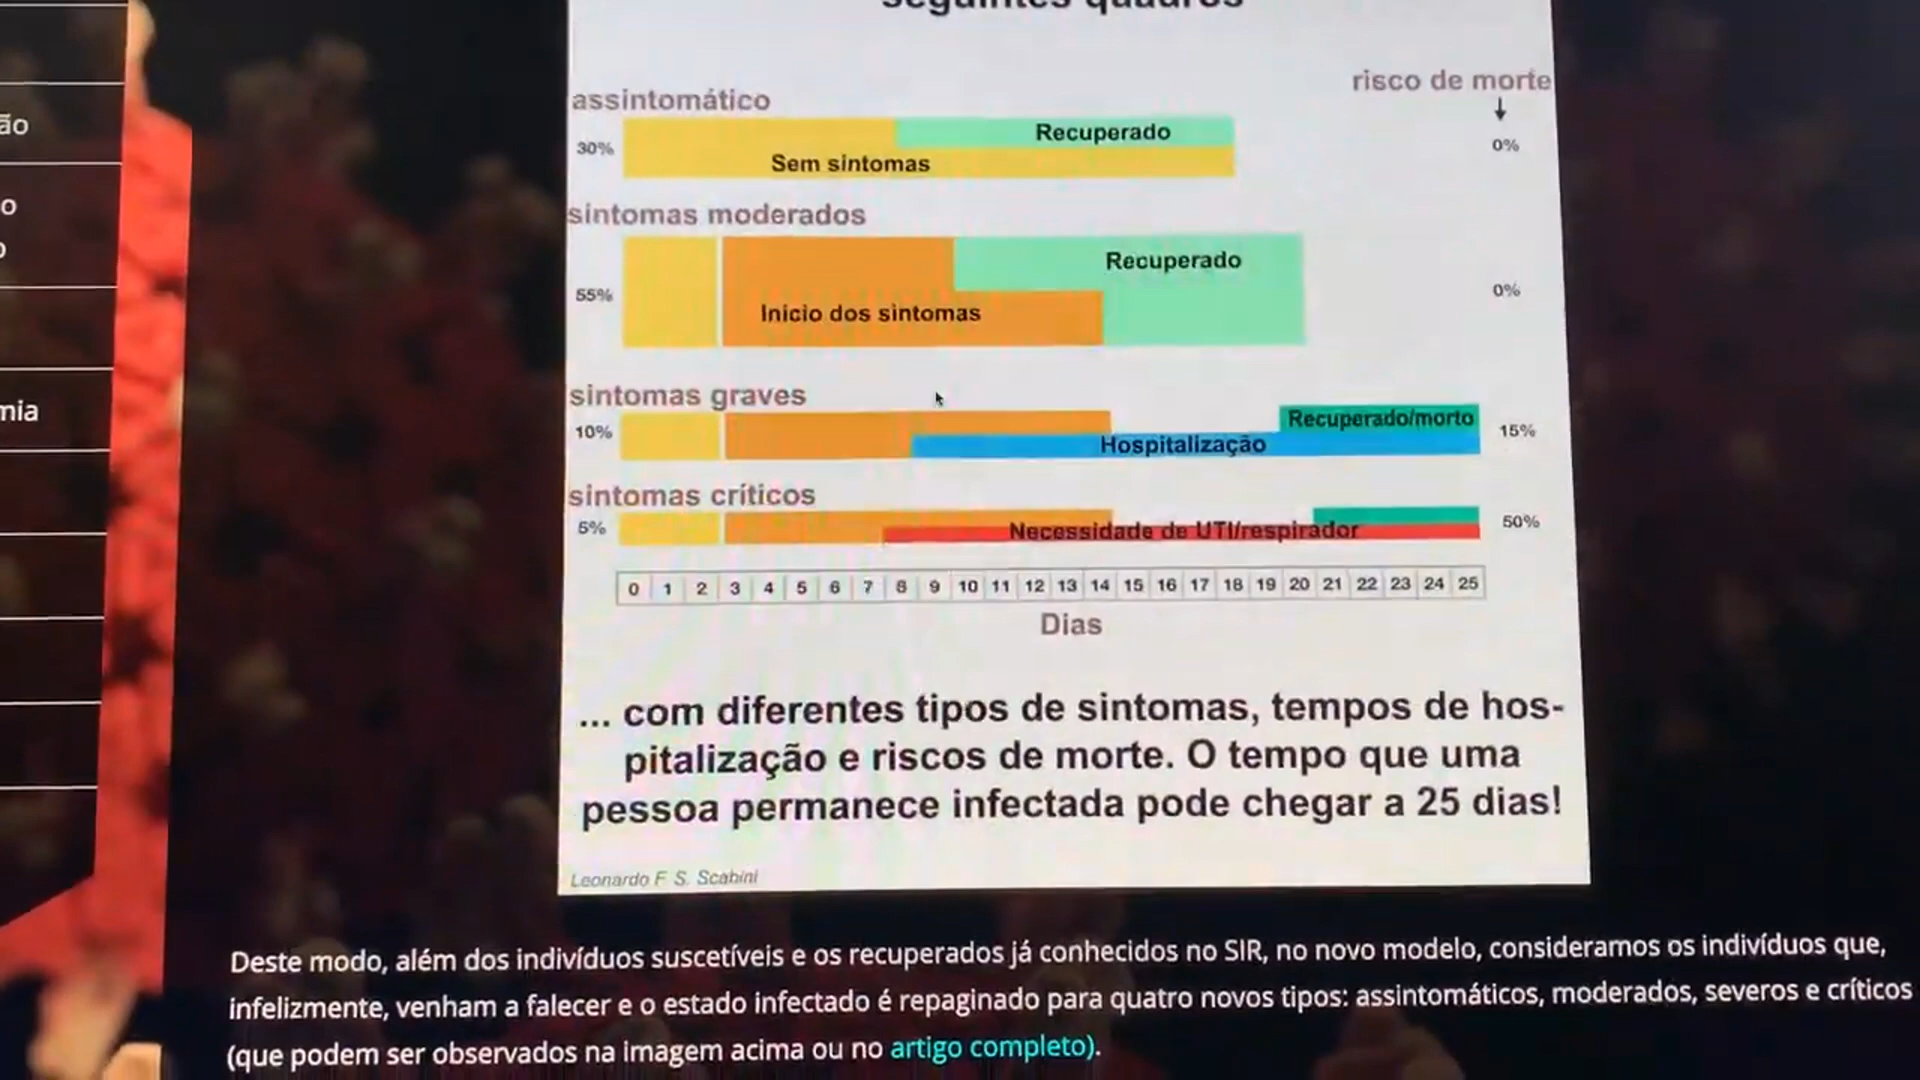 seguintes quadros
ão
o
mia
risco de morte
assintomático
30%
Recuperado
Sem sintomas
0%
sintomas moderados
55%
Recuperado
Inicio dos sintomas
0%
sintomas graves
10%
Recuperado/morto
Hospitalização
15%
sintomas críticos
5%
Necessidade de UTI/respirador
50%
0 1 2 3 4 5 6 7 8 9 10 11 12 13 14 15 16 17 18 19 20 21 22 23 24 25
Dias
... com diferentes tipos de sintomas, tempos de hos-
pitalização e riscos de morte. O tempo que uma
pessoa permanece infectada pode chegar a 25 dias!
Leonardo F. S. Scabini
Deste modo, além dos indivíduos suscetíveis e os recuperados já conhecidos no SIR, no novo modelo, consideramos os indivíduos que,
infelizmente, venham a falecer e o estado infectado é repaginado para quatro novos tipos: assintomáticos, moderados, severos e críticos
(que podem ser observados na imagem acima ou no artigo completo).